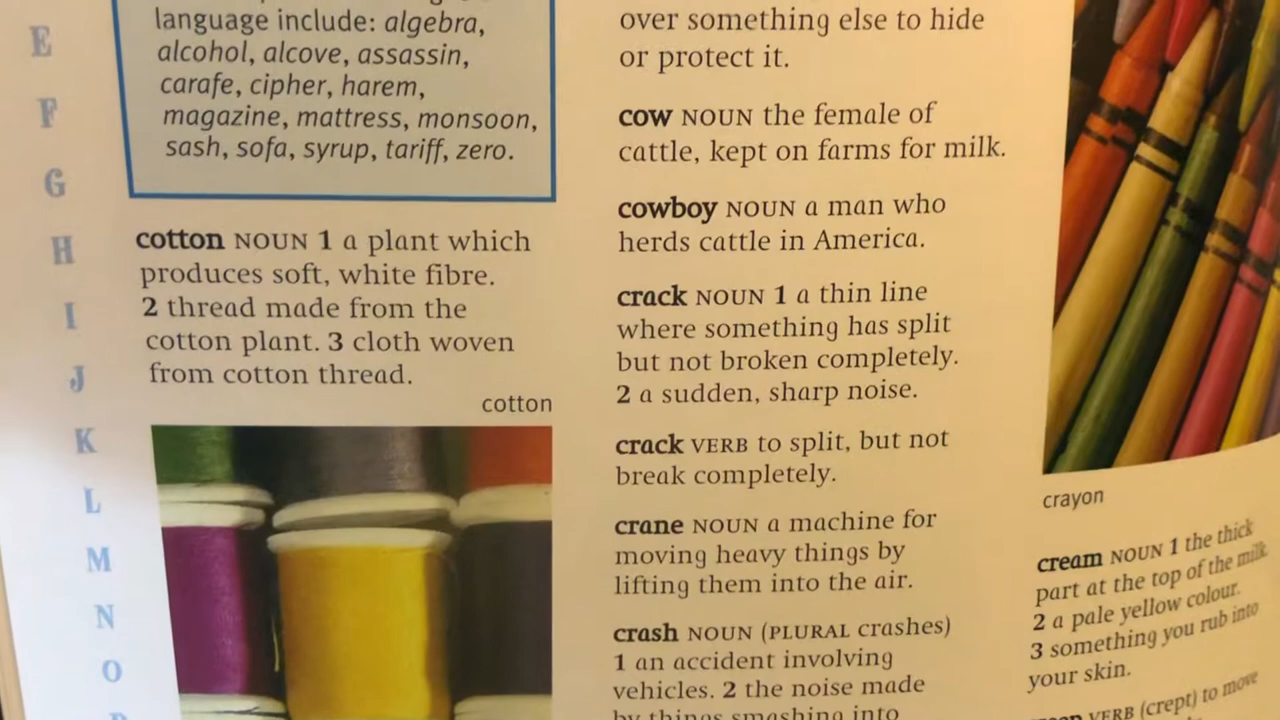 E
F
G
H
I
J
K
L
M
N
O
language include: algebra,
alcohol, alcove, assassin,
carafe, cipher, harem,
magazine, mattress, monsoon,
sash, sofa, syrup, tariff, zero.
cotton NOUN 1 a plant which
produces soft, white fibre.
2 thread made from the
cotton plant. 3 cloth woven
from cotton thread.
cotton
over something else to hide
or protect it.
cow NOUN the female of
cattle, kept on farms for milk.
cowboy NOUN a man who
herds cattle in America.
crack NOUN 1 a thin line
where something has split
but not broken completely.
2 a sudden, sharp noise.
crack VERB to split, but not
break completely.
crane NOUN a machine for
moving heavy things by
lifting them into the air.
crash NOUN (PLURAL crashes)
1 an accident involving
vehicles. 2 the noise made
by things smashing into
crayon
cream NOUN 1 the thick
part at the top of the milk.
2 a pale yellow colour.
3 something you rub into
your skin.
VERB (crept) to move